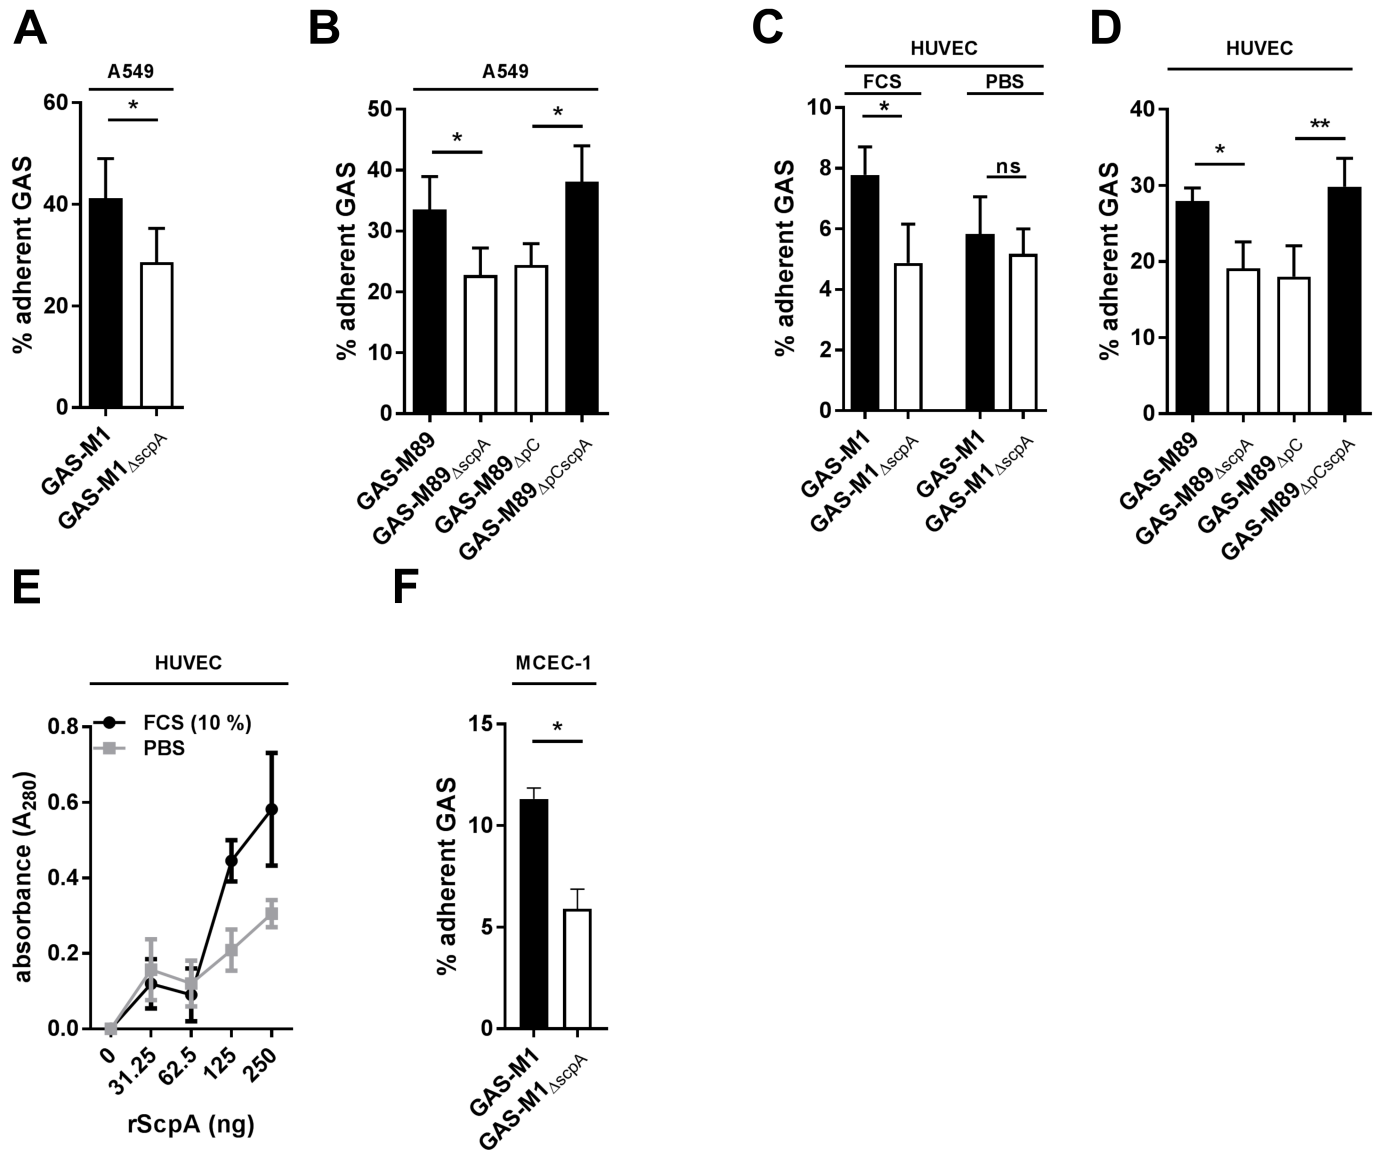 A
A549
*
60
40
20
0
% adherent GAS
GAS-M1
GAS-M1ΔscpA
B
A549
*
*
50
40
30
20
10
0
% adherent GAS
GAS-M89
GAS-M89ΔscpA
GAS-M89ΔpC
GAS-M89ΔpCscpA
C
HUVEC
FCS
PBS
*
ns
10
8
6
4
2
0
% adherent GAS
GAS-M1
GAS-M1ΔscpA
GAS-M1
GAS-M1ΔscpA
D
HUVEC
*
**
40
30
20
10
0
% adherent GAS
GAS-M89
GAS-M89ΔscpA
GAS-M89ΔpC
GAS-M89ΔpCscpA
E
HUVEC
FCS (10 %)
PBS
0.8
0.6
0.4
0.2
0.0
absorbance (A280)
0
31.25
62.5
125
250
rScpA (ng)
F
MCEC-1
*
15
10
5
0
% adherent GAS
GAS-M1
GAS-M1ΔscpA